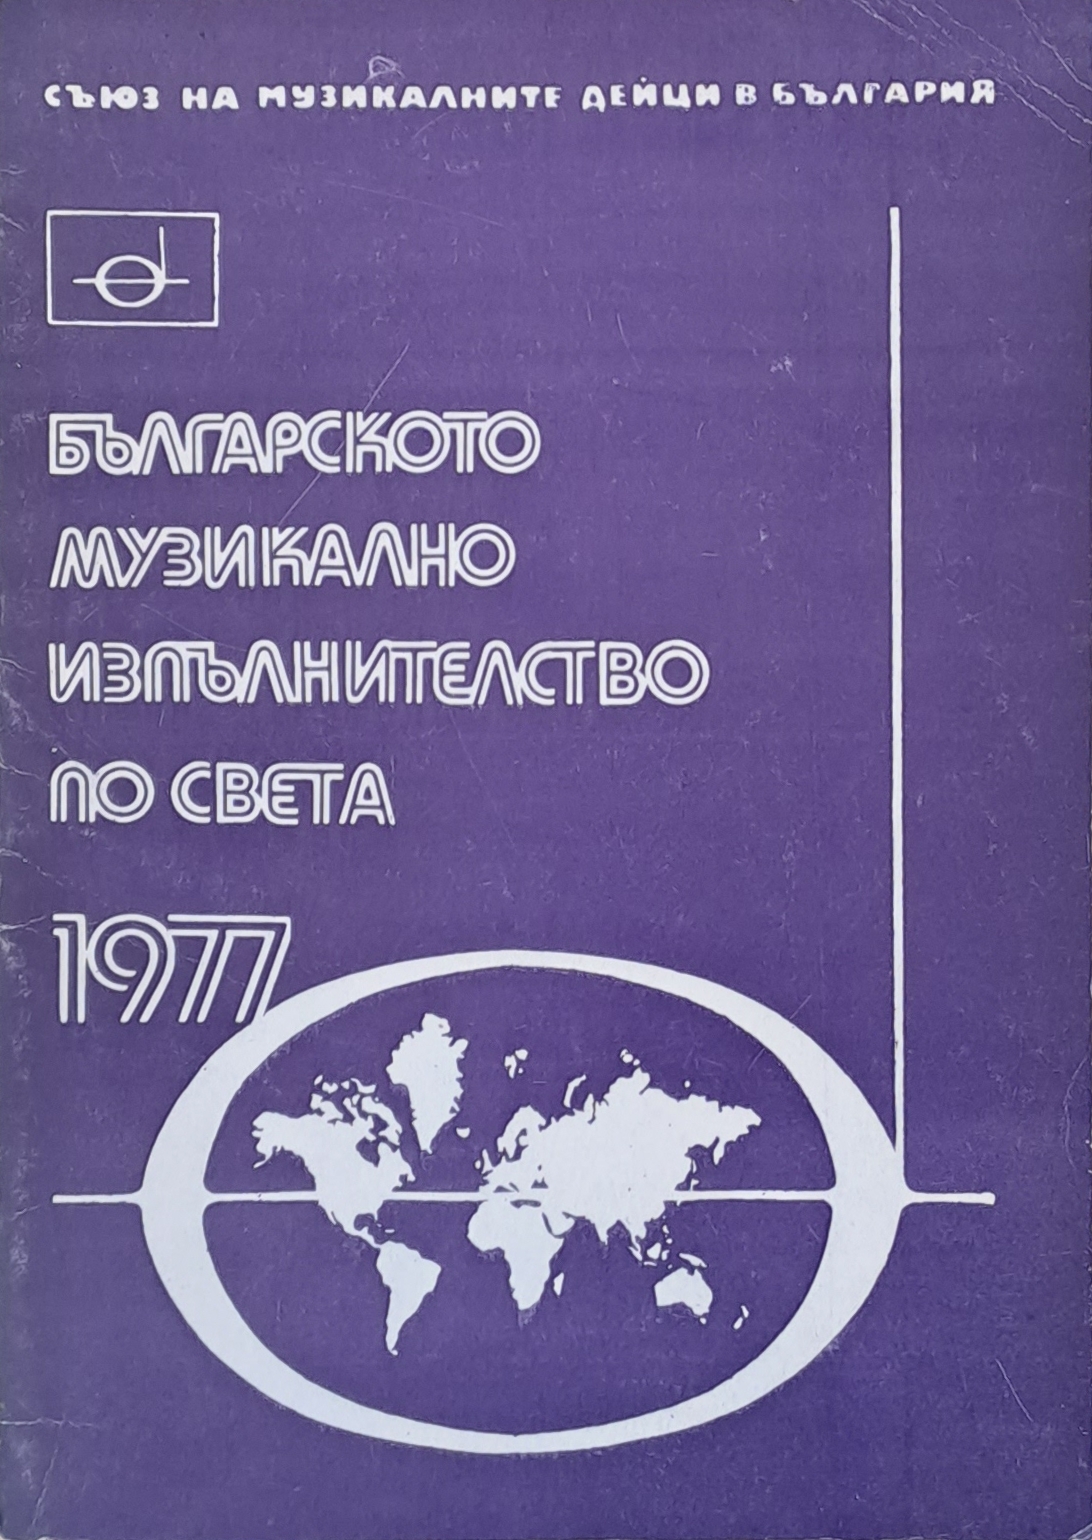 СЪЮЗ НА МУЗИКАЛНИТЕ ДЕЙЦИ В БЪЛГАРИЯ
БЪЛГАРСКОТО
МУЗИКАЛНО
ИЗПЪЛНИТЕЛСТВО
ПО СВЕТА
1977